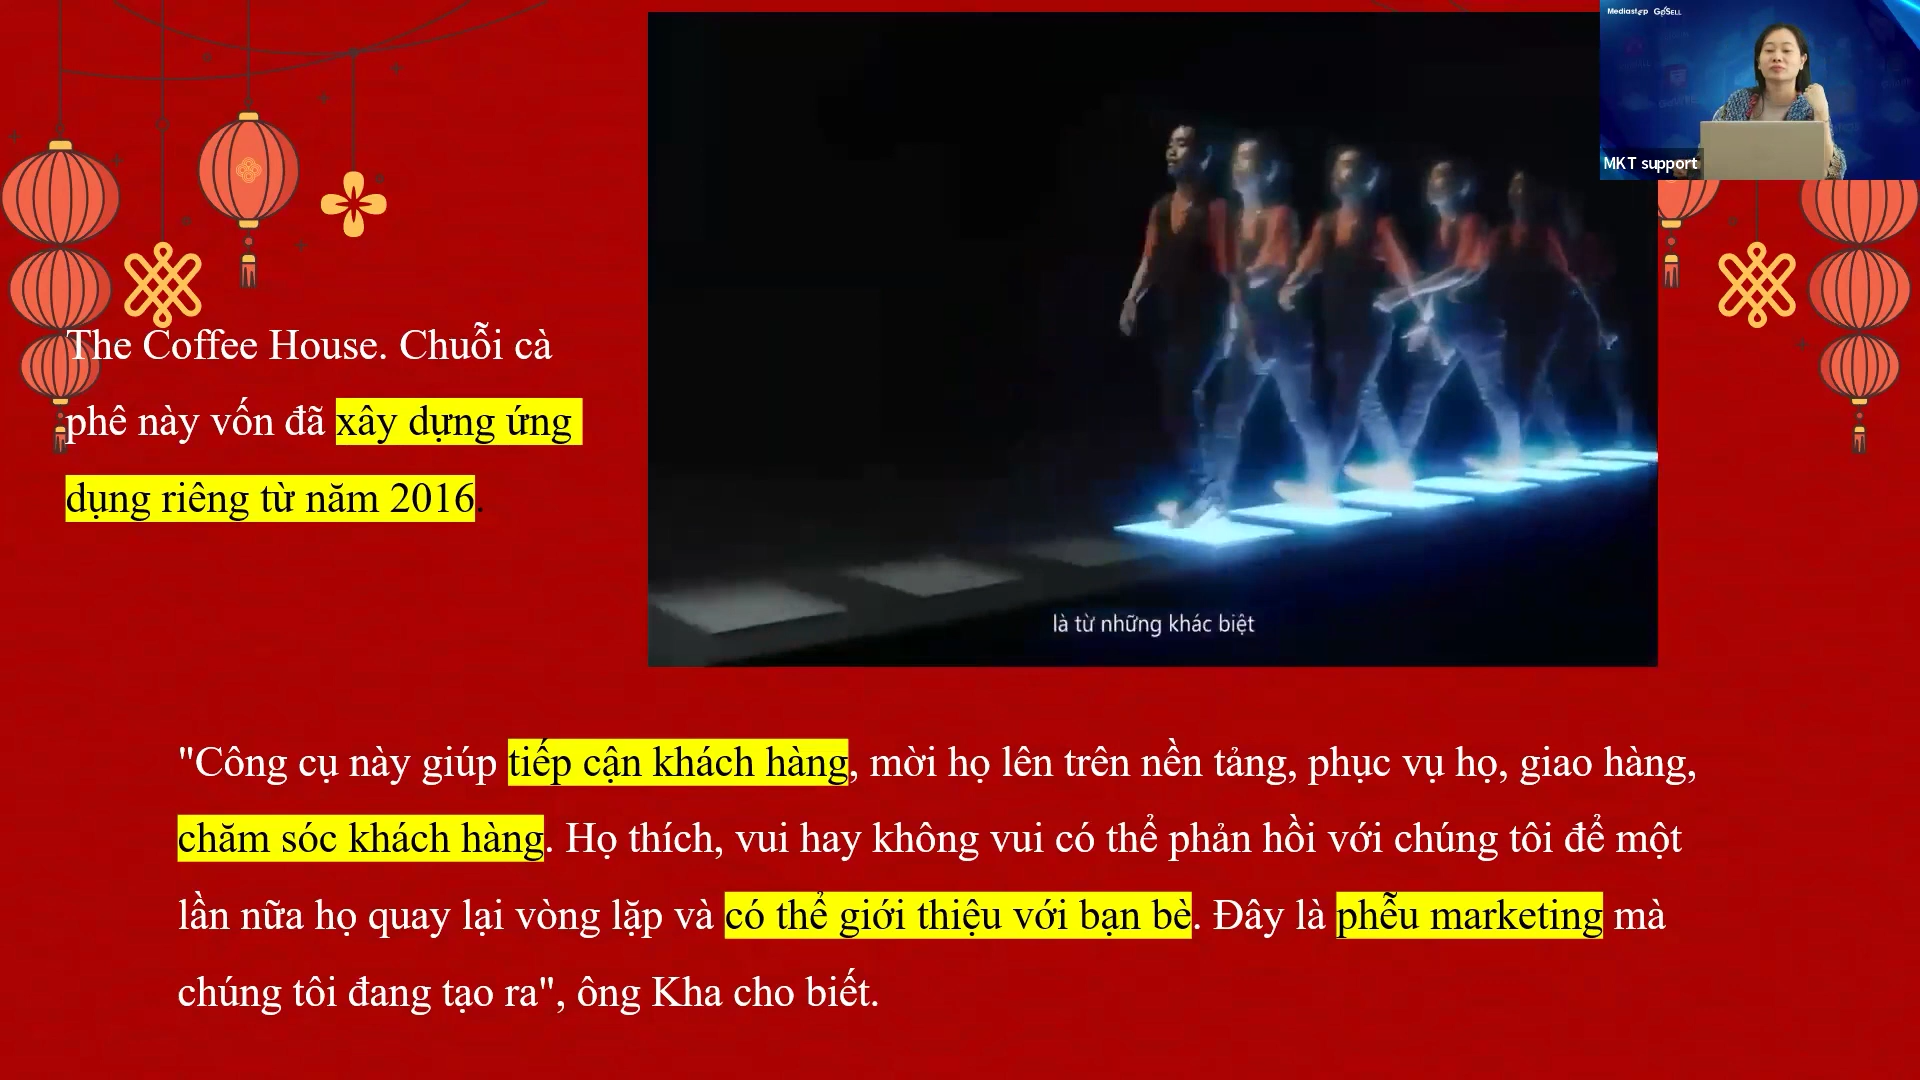 Mediastep GoSELL
MKT support
The Coffee House. Chuỗi cà
phê này vốn đã xây dựng ứng
dụng riêng từ năm 2016.
là từ những khác biệt
"Công cụ này giúp tiếp cận khách hàng, mời họ lên trên nền tảng, phục vụ họ, giao hàng,
chăm sóc khách hàng. Họ thích, vui hay không vui có thể phản hồi với chúng tôi để một
lần nữa họ quay lại vòng lặp và có thể giới thiệu với bạn bè. Đây là phễu marketing mà
chúng tôi đang tạo ra", ông Kha cho biết.